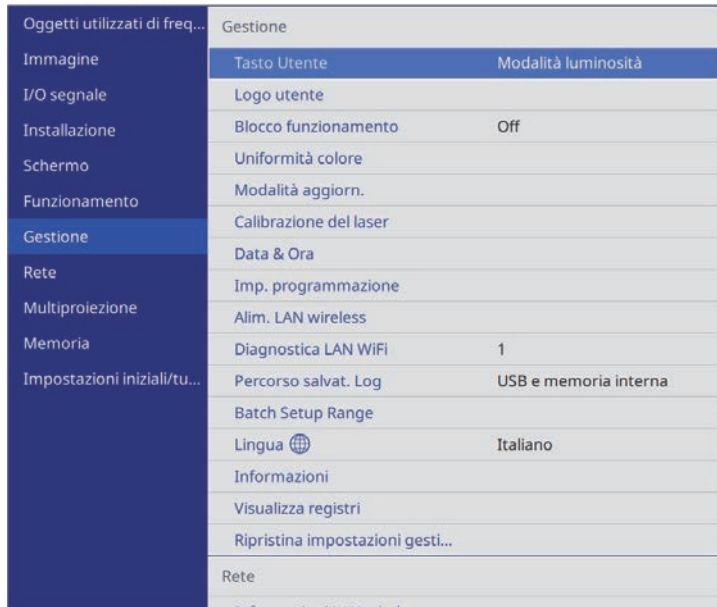 Oggetti utilizzati di freq...
Immagine
I/O segnale
Installazione
Schermo
Funzionamento
Gestione
Rete
Multiproiezione
Memoria
Impostazioni iniziali/tu...
Gestione
Tasto Utente Modalità luminosità
Logo utente
Blocco funzionamento Off
Uniformità colore
Modalità aggiorn.
Calibrazione del laser
Data & Ora
Imp. programmazione
Alim. LAN wireless
Diagnostica LAN WiFi 1
Percorso salvat. Log USB e memoria interna
Batch Setup Range
Lingua Italiano
Informazioni
Visualizza registri
Ripristina impostazioni gesti...
Rete